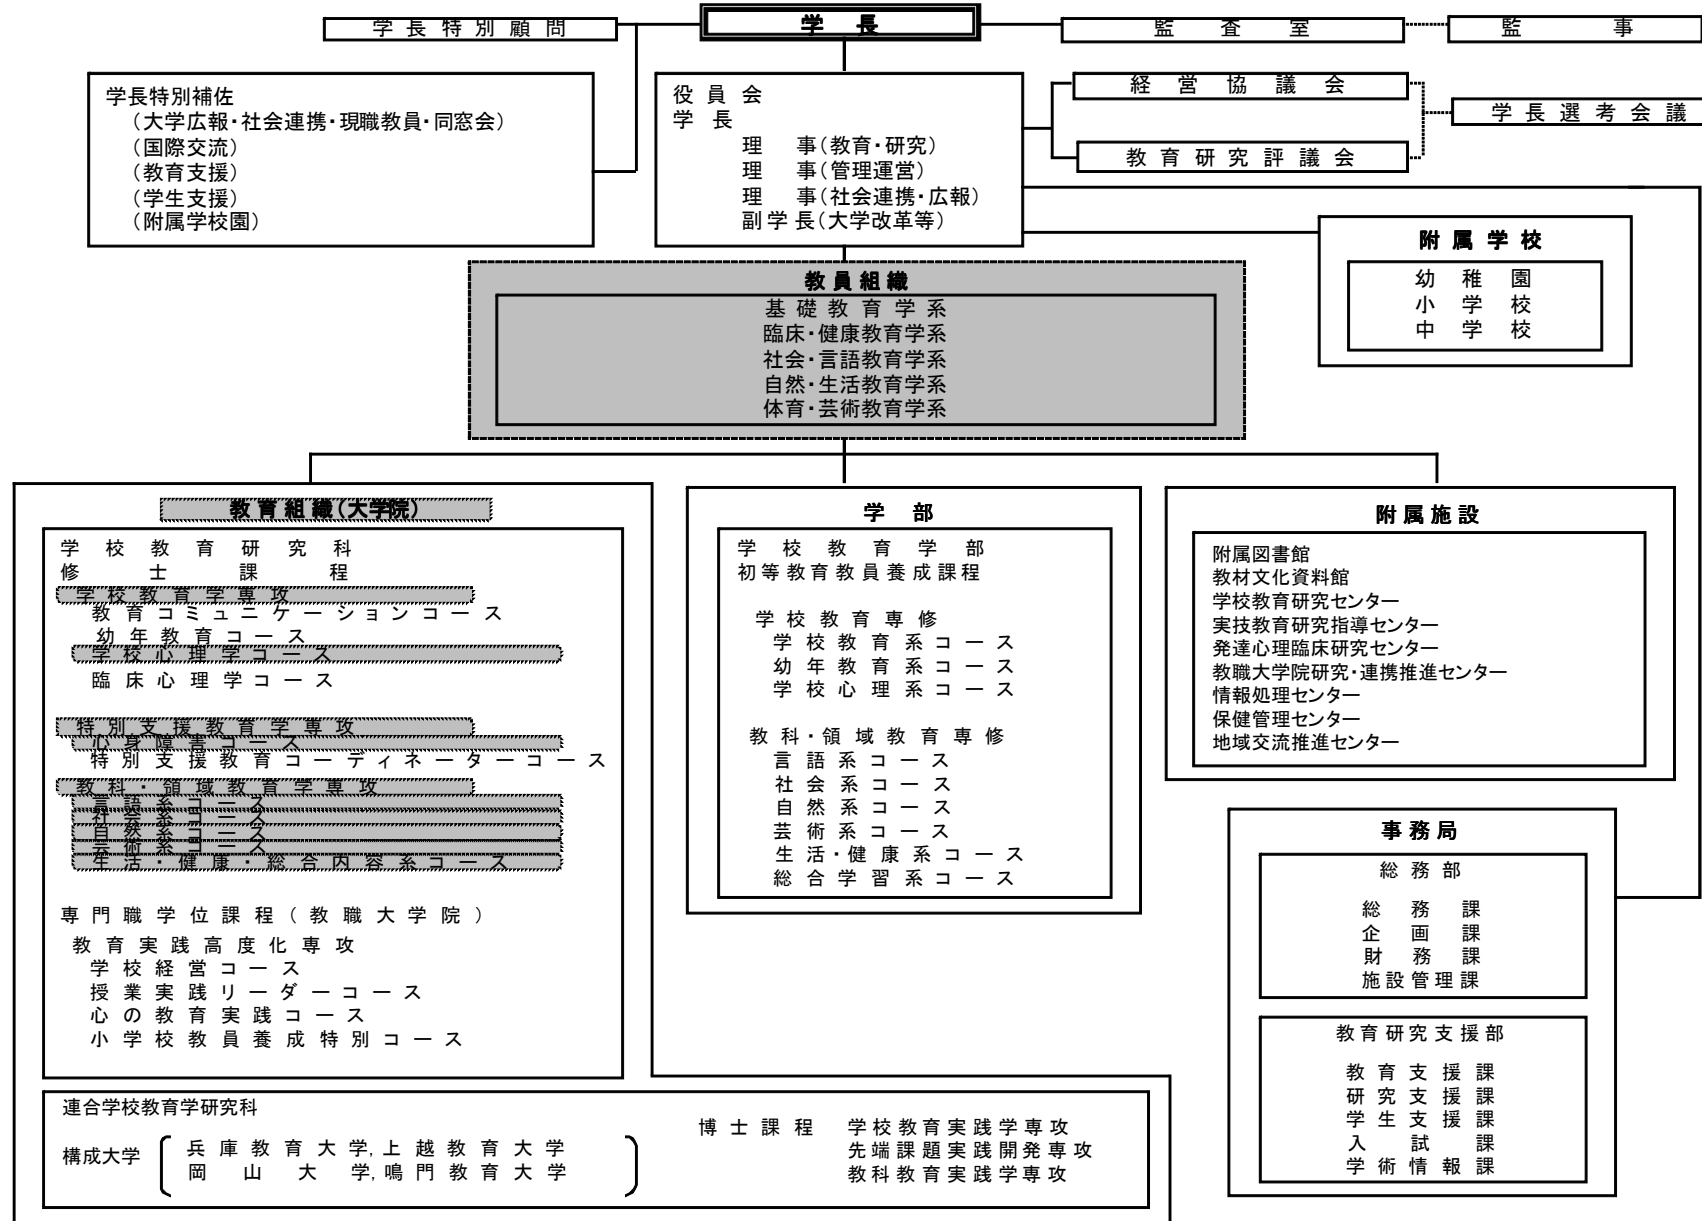 学長特別顧問
学長
監査室
監事
学長特別補佐
(大学広報・社会連携・現職教員・同窓会)
(国際交流)
(教育支援)
(学生支援)
(附属学校園)
役員会
学長
理事(教育・研究)
理事(管理運営)
理事(社会連携・広報)
副学長(大学改革等)
経営協議会
教育研究評議会
学長選考会議
附属学校
幼稚園
小学校
中学校
教員組織
基礎教育学系
臨床・健康教育学系
社会・言語教育学系
自然・生活教育学系
体育・芸術教育学系
教育組織(大学院)
学校教育研究科
修士課程
学校教育学専攻
教育コミュニケーションコース
幼年教育コース
学校心理学コース
臨床心理学コース
特別支援教育学専攻
心身障害コース
特別支援教育コーディネーターコース
教科・領域教育学専攻
言語系コース
社会系コース
自然系コース
芸術系コース
生活・健康・総合内容系コース
専門職学位課程(教職大学院)
教育実践高度化専攻
学校経営コース
授業実践リーダーコース
心の教育実践コース
小学校教員養成特別コース
学部
学校教育学部
初等教育教員養成課程
学校教育専修
学校教育系コース
幼年教育系コース
学校心理系コース
教科・領域教育専修
言語系コース
社会系コース
自然系コース
芸術系コース
生活・健康系コース
総合学習系コース
附属施設
附属図書館
教材文化資料館
学校教育研究センター
実技教育研究指導センター
発達心理臨床研究センター
教職大学院研究・連携推進センター
情報処理センター
保健管理センター
地域交流推進センター
事務局
総務部
総務課
企画課
財務課
施設管理課
教育研究支援部
教育支援課
研究支援課
学生支援課
入試課
学術情報課
連合学校教育学研究科
構成大学
兵庫教育大学,上越教育大学
岡山大学,鳴門教育大学
博士課程 学校教育実践学専攻
先端課題実践開発専攻
教科教育実践学専攻